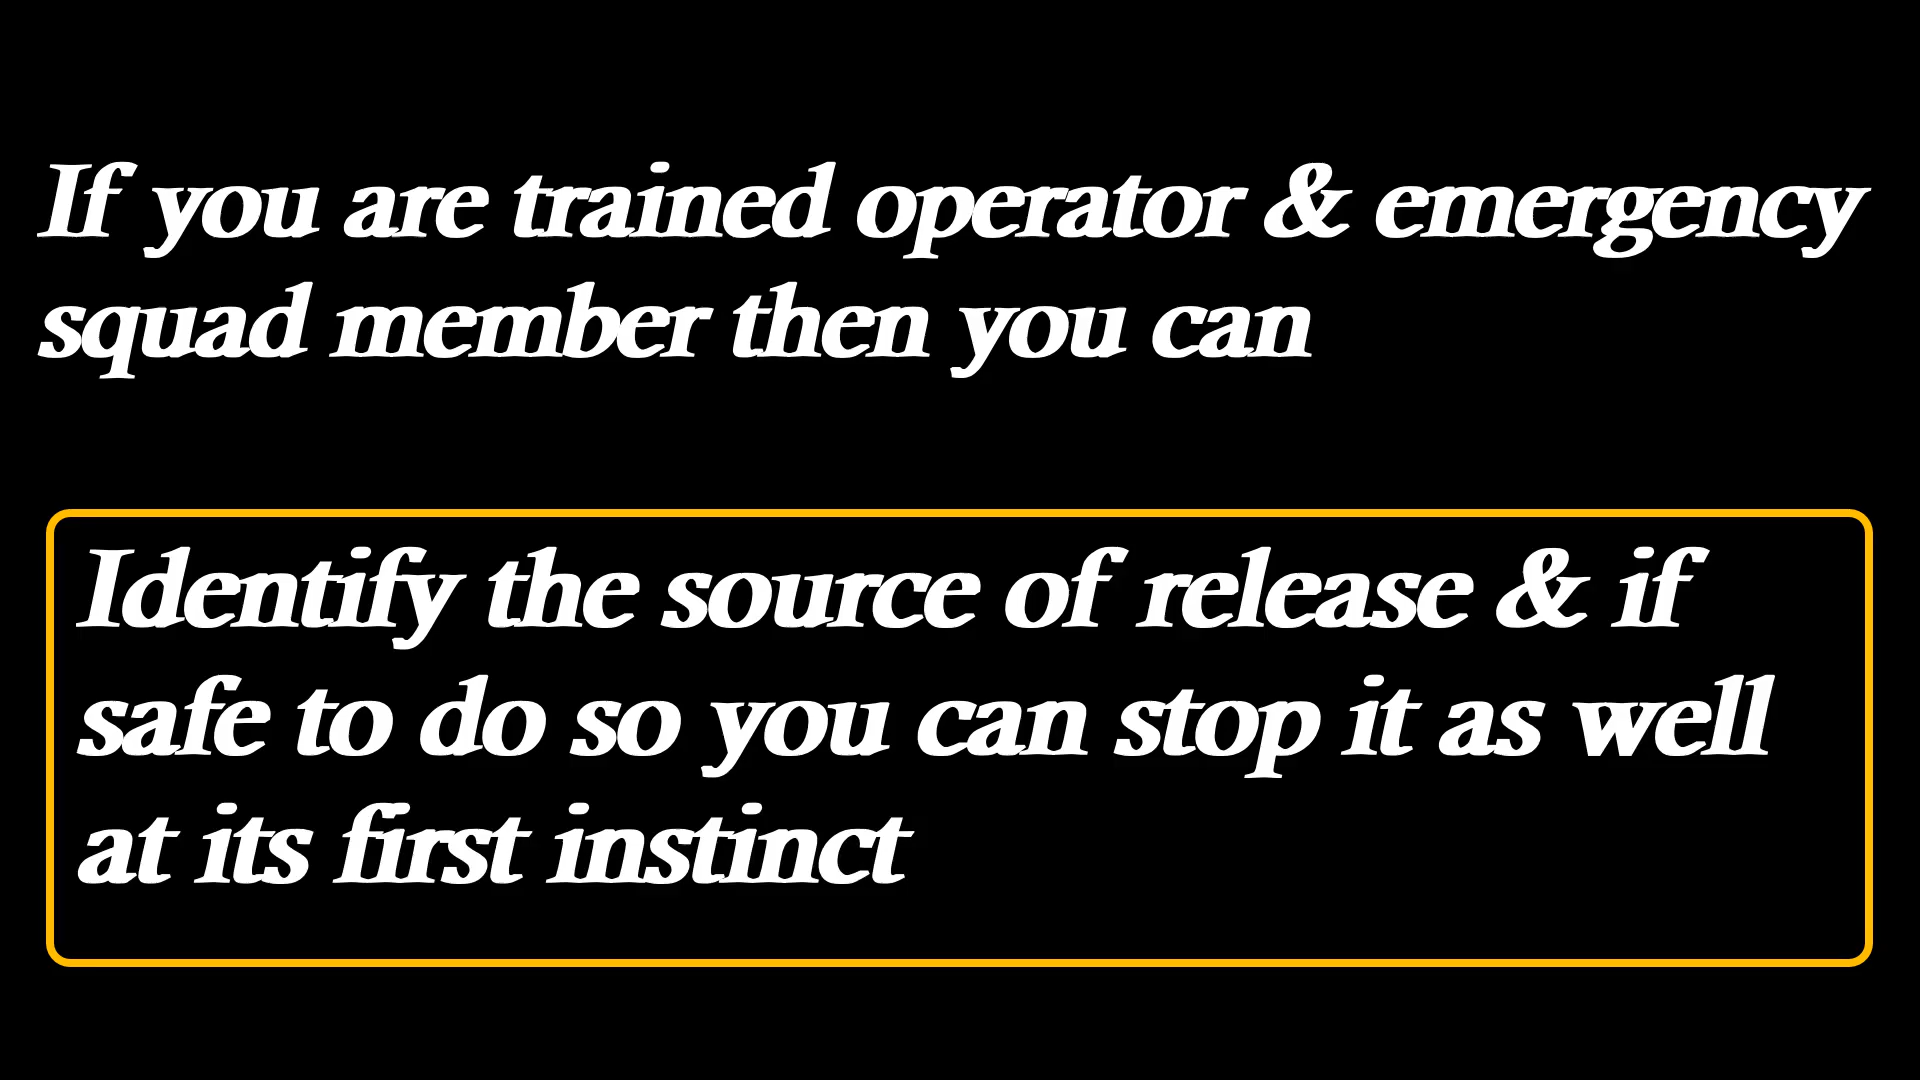 If you are trained operator & emergency
squad member then you can
Identify the source of release & if
safe to do so you can stop it as well
at its first instinct